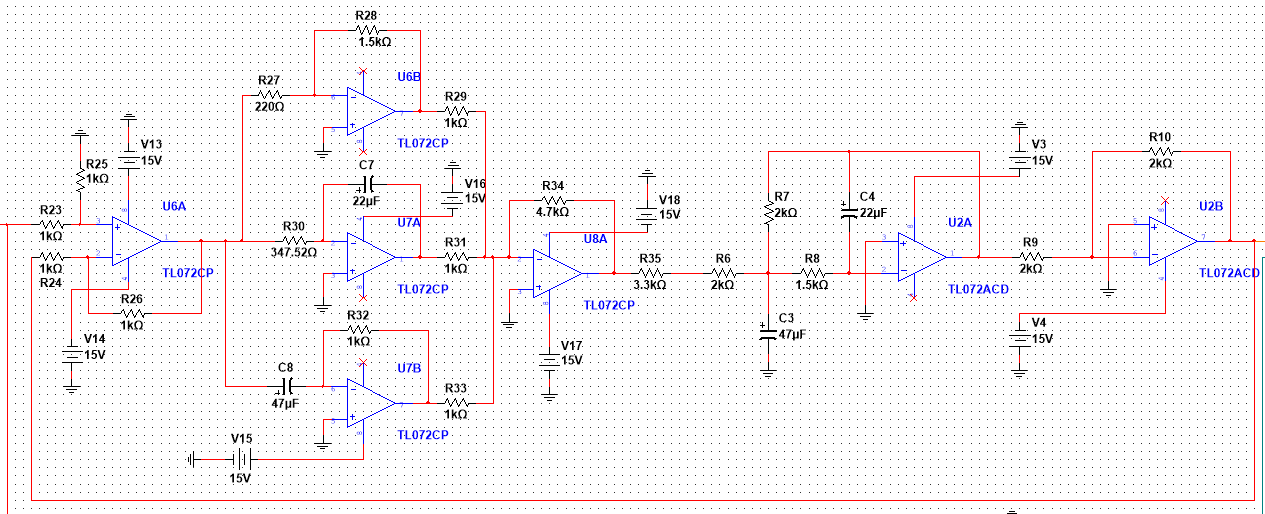 R28
1.5kΩ
U6B
R27
220Ω
R29
1kΩ
TL072CP
V13
15V
R25
1kΩ
C7
22µF
V16
15V
U6A
R23
1kΩ
R24
1kΩ
TL072CP
R26
1kΩ
V14
15V
R30
347.52Ω
U7A
R31
1kΩ
TL072CP
R34
4.7kΩ
V18
15V
U8A
TL072CP
V17
15V
R32
1kΩ
U7B
C8
47µF
R33
1kΩ
TL072CP
V15
15V
R35
3.3kΩ
R6
2kΩ
R7
2kΩ
C4
22µF
R8
1.5kΩ
C3
47µF
U2A
TL072ACD
V3
15V
R9
2kΩ
R10
2kΩ
U2B
TL072ACD
V4
15V